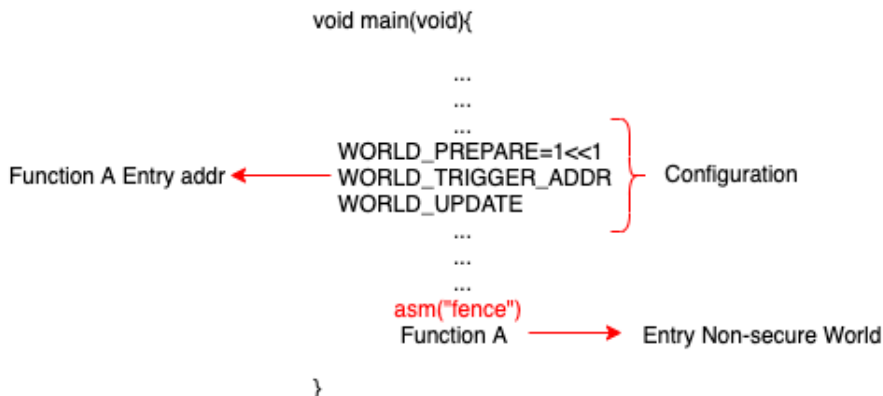 void main(void){
...
...
...
WORLD_PREPARE=1<<1
Function A Entry addr
WORLD_TRIGGER_ADDR
Configuration
WORLD_UPDATE
...
...
...
asm("fence")
Function A
Entry Non-secure World
}